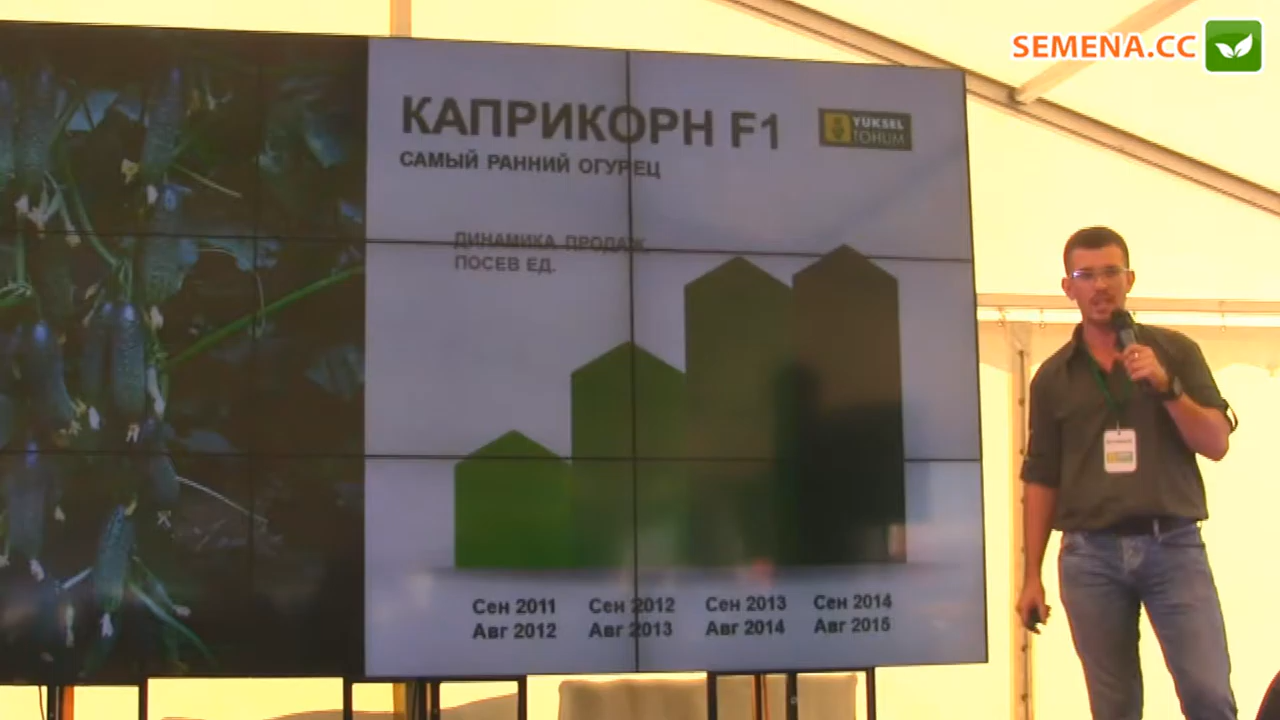 SEMENA.CC
КАПРИКОРН F1
САМЫЙ РАННИЙ ОГУРЕЦ
YÜKSEL
TOHUM
ДИНАМИКА ПРОДАЖ
ПОСЕВ ЕД.
Сен 2011 Сен 2012 Сен 2013 Сен 2014
Авг 2012 Авг 2013 Авг 2014 Авг 2015